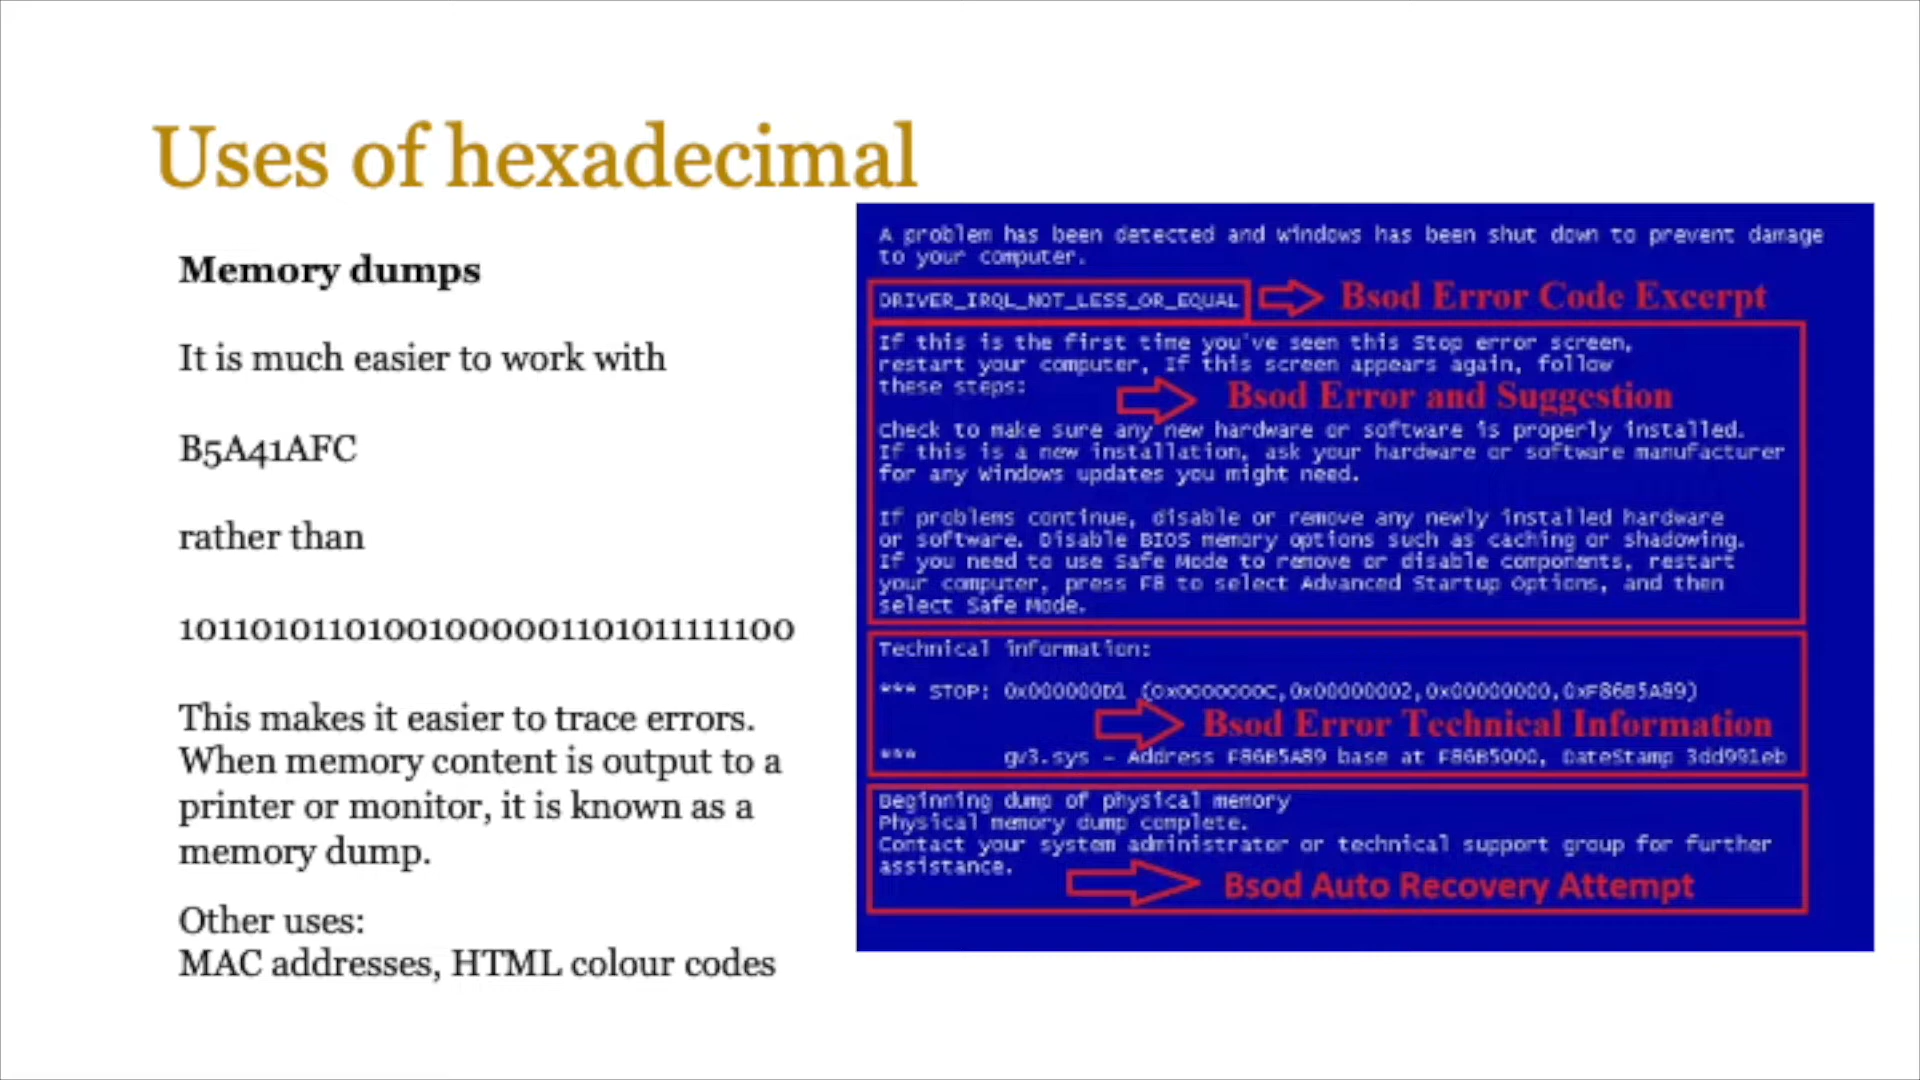 Uses of hexadecimal
Memory dumps
It is much easier to work with
B5A41AFC
rather than
10110101101001000001101011111100
This makes it easier to trace errors.
When memory content is output to a
printer or monitor, it is known as a
memory dump.
Other uses:
MAC addresses, HTML colour codes
A problem has been detected and windows has been shut down to prevent damage
to your computer.
DRIVER_IRQL_NOT_LESS_OR_EQUAL
Bsod Error Code Excerpt
If this is the first time you've seen this Stop error screen,
restart your computer, If this screen appears again, follow
these steps:
Bsod Error and Suggestion
Check to make sure any new hardware or software is properly installed.
If this is a new installation, ask your hardware or software manufacturer
for any windows updates you might need.
If problems continue, disable or remove any newly installed hardware
or software. Disable BIOS memory options such as caching or shadowing.
If you need to use Safe Mode to remove or disable components, restart
your computer, press F8 to select Advanced Startup Options, and then
select Safe Mode.
Technical information:
*** STOP: 0x000000D1 (0x0000000C,0x00000002,0x00000000,0xF86B5A89)
Bsod Error Technical Information
*** gv3.sys - Address F86B5A89 base at F86B5000, DateStamp 3dd991eb
Beginning dump of physical memory
Physical memory dump complete.
Contact your system administrator or technical support group for further
assistance.
Bsod Auto Recovery Attempt